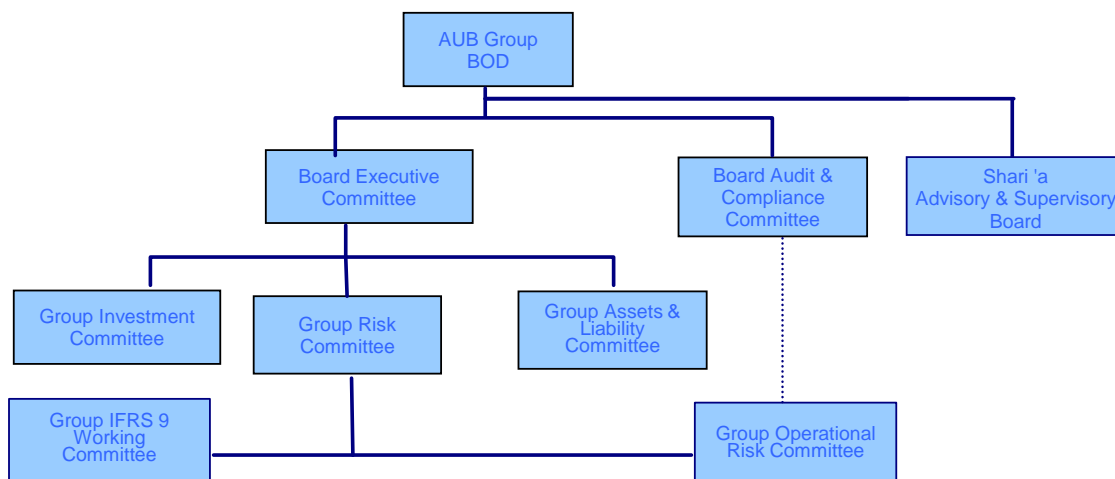 AUB Group
BOD
Board Executive
Committee
Board Audit &
Compliance
Committee
Shari 'a
Advisory & Supervisory
Board
Group Investment
Committee
Group Risk
Committee
Group Assets &
Liability
Committee
Group IFRS 9
Working
Committee
Group Operational
Risk Committee